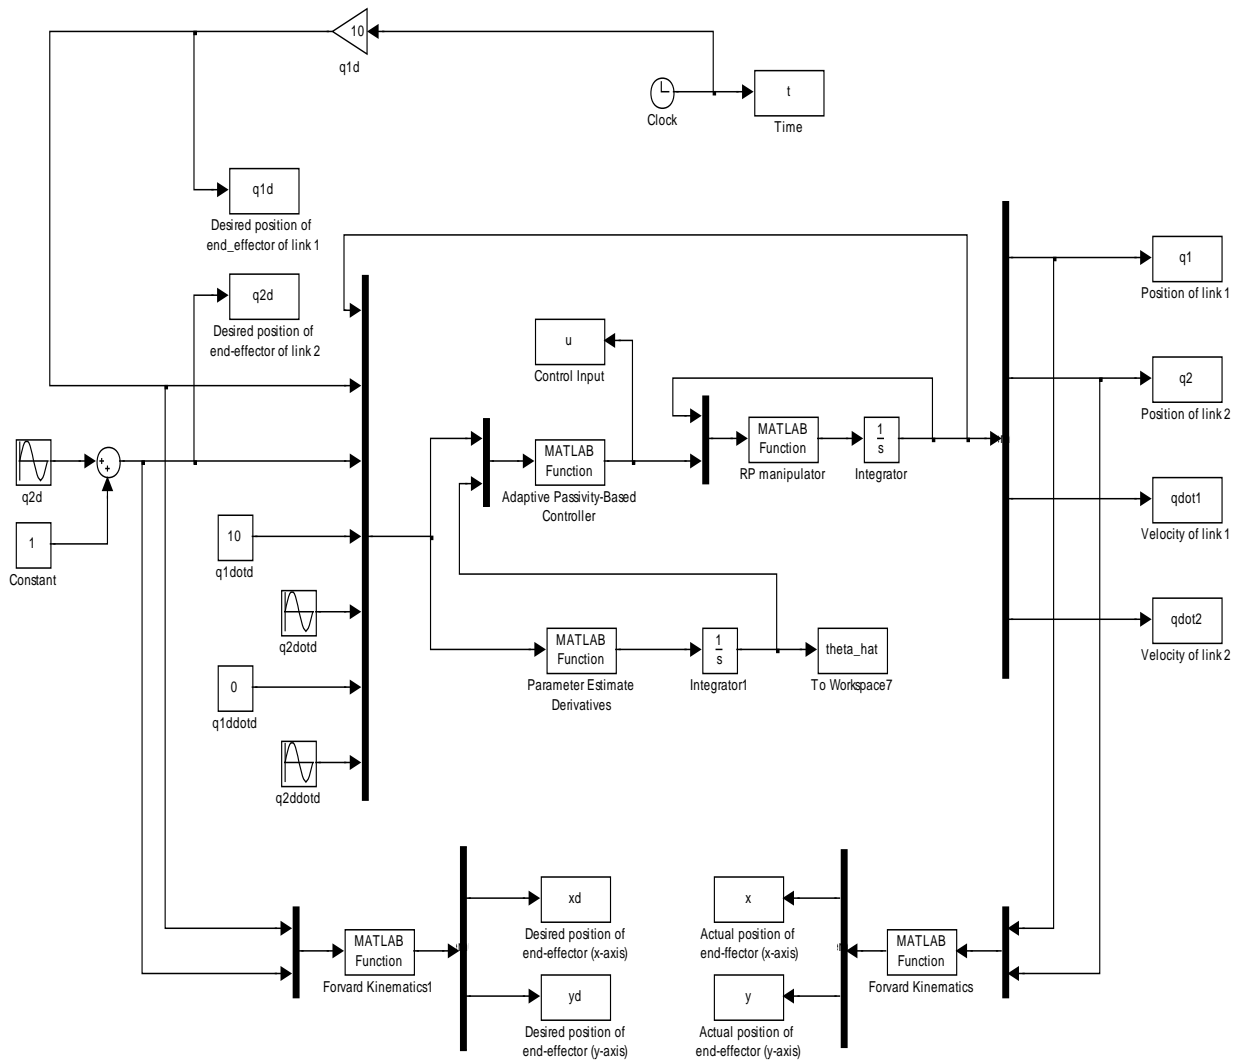 10
q1d
Clock
t
Time
q1d
Desired position of
end_effector of link 1
q2d
Desired position of
end-effector of link 2
q1
Position of link 1
u
Control Input
q2
Position of link 2
q2d
+
+
MATLAB
Function
Adaptive Passivity-Based
Controller
MATLAB
Function
RP manipulator
1
s
Integrator
1
Constant
10
q1dotd
qdot1
Velocity of link 1
q2dotd
MATLAB
Function
Parameter Estimate
Derivatives
1
s
Integrator1
theta_hat
To Workspace7
qdot2
Velocity of link 2
0
q1ddotd
q2ddotd
MATLAB
Function
Forvard Kinematics1
xd
Desired position of
end-effector (x-axis)
yd
Desired position of
end-effector (y-axis)
x
Actual position of
end-ffector (x-axis)
y
Actual position of
end-effector (y-axis)
MATLAB
Function
Forvard Kinematics